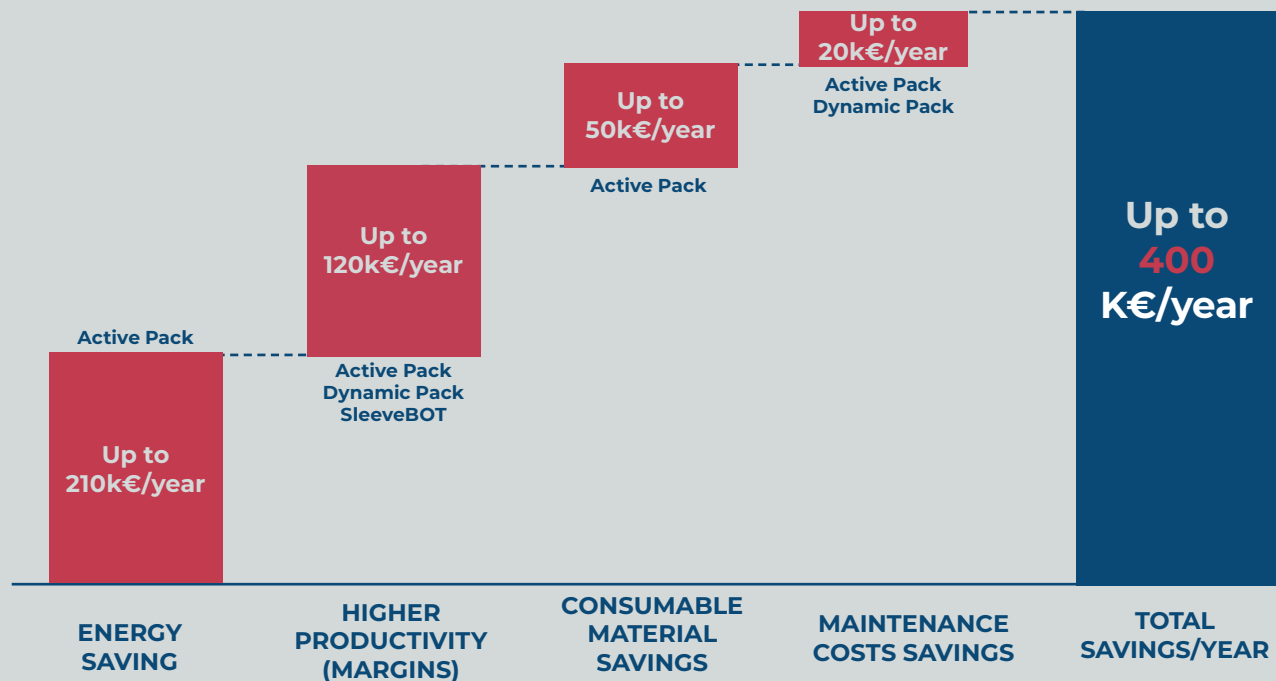 Active Pack
Up to
210k€/year
Up to
120k€/year
Active Pack
Dynamic Pack
SleeveBOT
Up to
50k€/year
Active Pack
Up to
20k€/year
Active Pack
Dynamic Pack
Up to
400
K€/year
ENERGY
SAVING
HIGHER
PRODUCTIVITY
(MARGINS)
CONSUMABLE
MATERIAL
SAVINGS
MAINTENANCE
COSTS SAVINGS
TOTAL
SAVINGS/YEAR